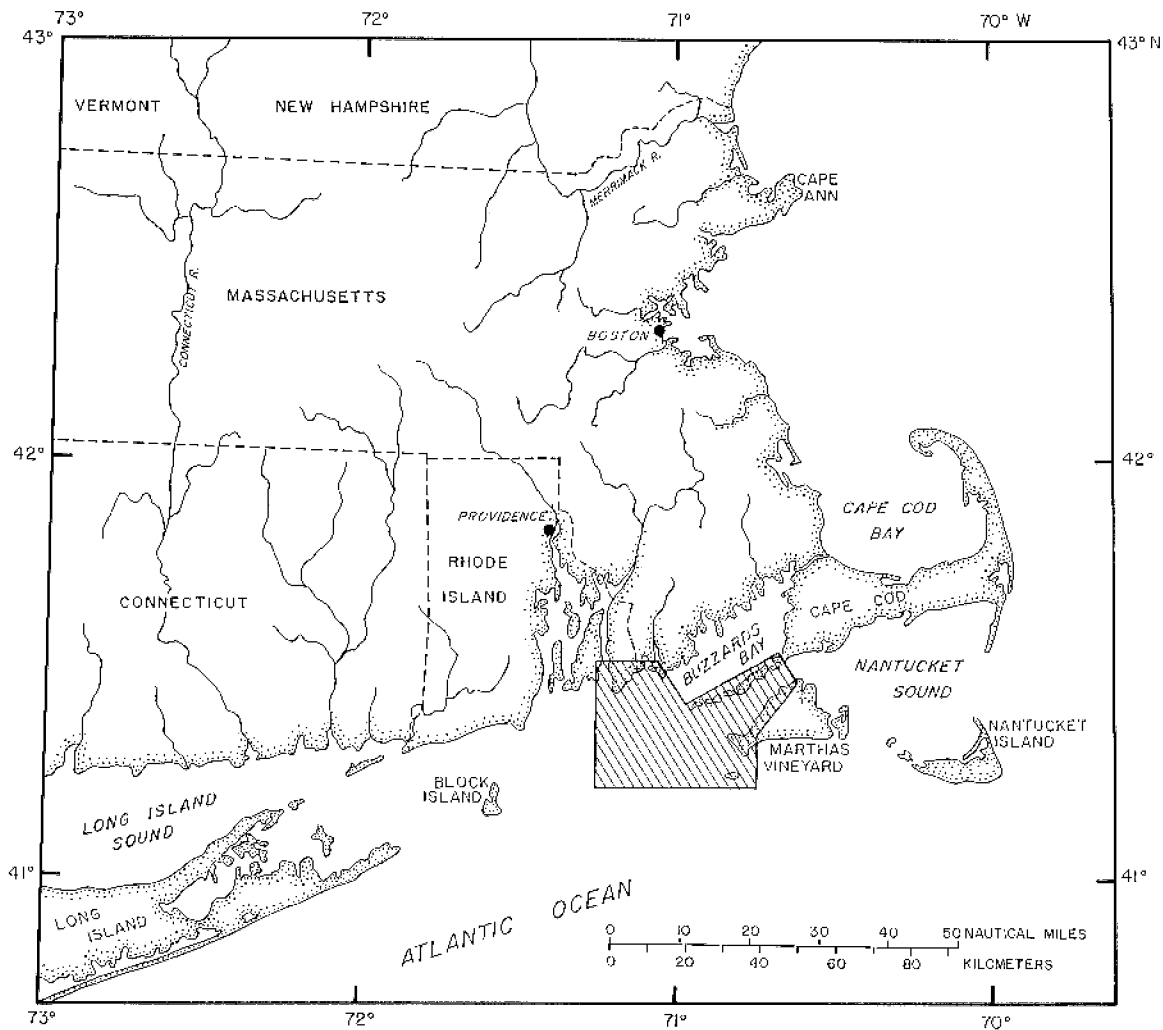 73°
72°
71°
70° W
43°
43° N
VERMONT
NEW HAMPSHIRE
MERRIMACK R.
CAPE
ANN
CONNECTICUT R.
MASSACHUSETTS
BOSTON
42°
42°
PROVIDENCE
CAPE COD
BAY
RHODE
ISLAND
CONNECTICUT
CAPE COD
BUZZARDS
BAY
NANTUCKET
SOUND
NANTUCKET
ISLAND
MARTHAS
VINEYARD
BLOCK
ISLAND
LONG ISLAND
SOUND
41°
41°
LONG
ISLAND
ATLANTIC OCEAN
0 10 20 30 40 50 NAUTICAL MILES
0 20 40 60 80 KILCMETERS
73°
72°
71°
70°